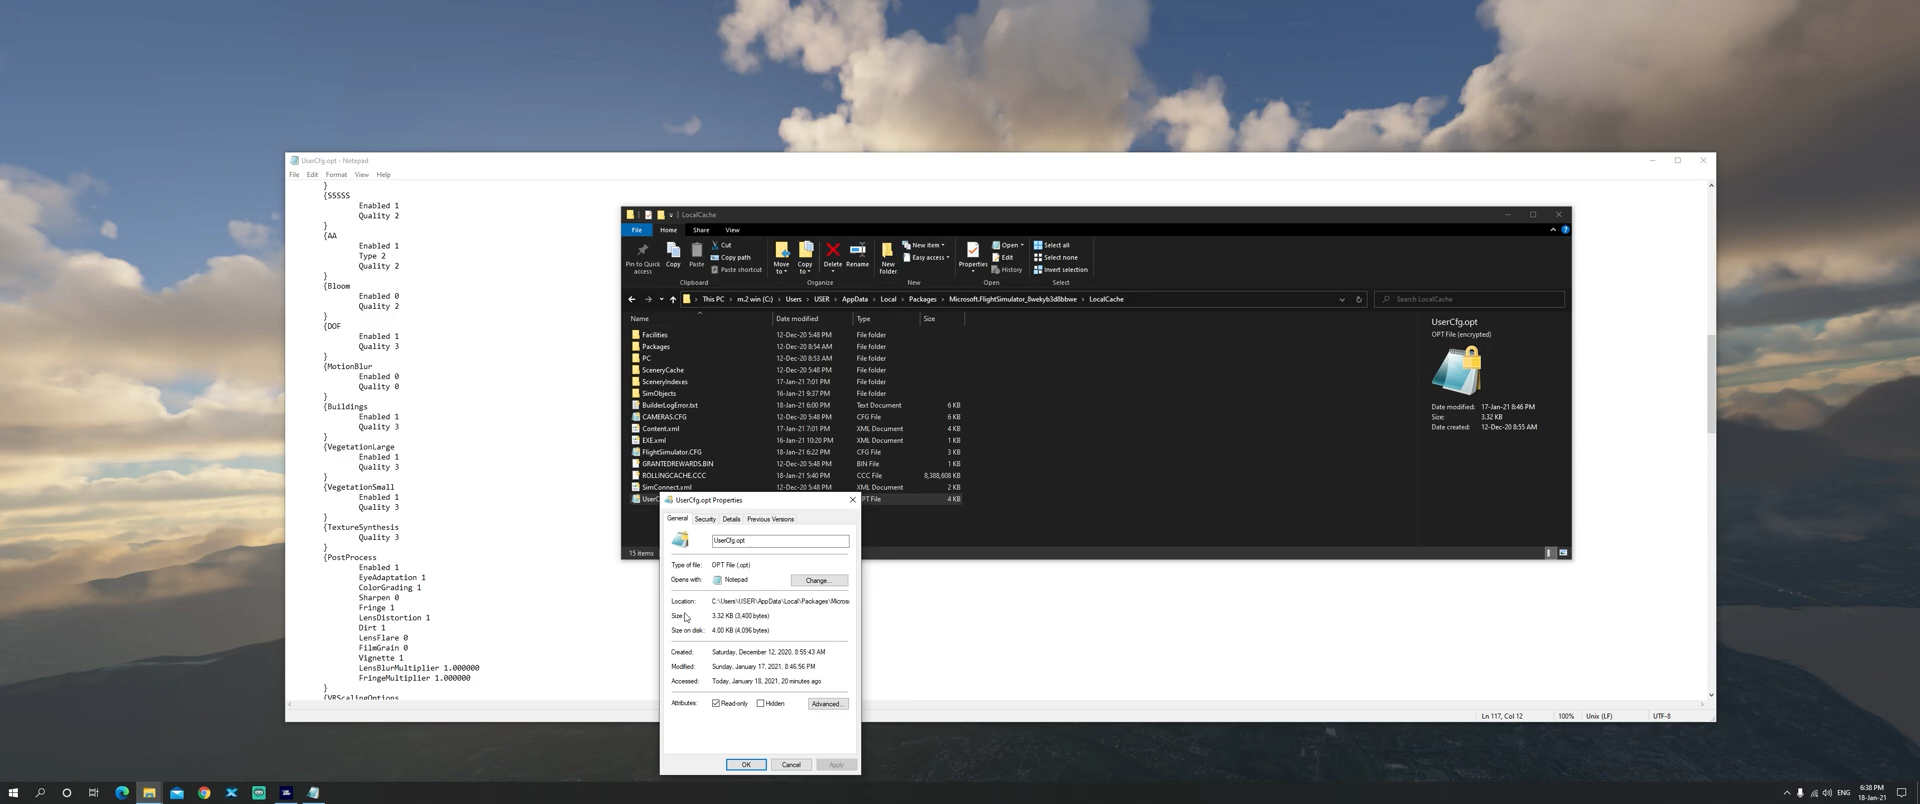 UserCfg.opt - Notepad
File Edit Format View Help
}
{SSSSS
Enabled 1
Quality 2
}
{AA
Enabled 1
Type 2
Quality 2
}
{Bloom
Enabled 0
Quality 2
}
{DOF
Enabled 1
Quality 3
}
{MotionBlur
Enabled 0
Quality 0
}
{Buildings
Enabled 1
Quality 3
}
{VegetationLarge
Enabled 1
Quality 3
}
{VegetationSmall
Enabled 1
Quality 3
}
{TextureSynthesis
Quality 3
}
{PostProcess
Enabled 1
EyeAdaptation 1
ColorGrading 1
Sharpen 0
Fringe 1
LensDistortion 1
Dirt 1
LensFlare 0
FilmGrain 0
Vignette 1
LensBlurMultiplier 1.000000
FringeMultiplier 1.000000
}
{VRScalingOptions
Ln 117, Col 12 100% Unix (LF) UTF-8
LocalCache
File Home Share View
Pin to Quick access
Copy
Paste
Cut
Copy path
Paste shortcut
Clipboard
Move to
Copy to
Delete
Rename
Organize
New folder
New item
Easy access
New
Properties
Open
Edit
History
Open
Select all
Select none
Invert selection
Select
This PC › m.2 win (C:) › Users › USER › AppData › Local › Packages › Microsoft.FlightSimulator_8wekyb3d8bbwe › LocalCache
Search LocalCache
Name Date modified Type Size
Facilities 12-Dec-20 5:48 PM File folder
Packages 12-Dec-20 8:54 AM File folder
PC 12-Dec-20 8:53 AM File folder
SceneryCache 12-Dec-20 5:48 PM File folder
SceneryIndexes 17-Jan-21 7:01 PM File folder
SimObjects 16-Jan-21 9:37 PM File folder
BuilderLogError.txt 18-Jan-21 6:00 PM Text Document 6 KB
CAMERAS.CFG 12-Dec-20 5:48 PM CFG File 6 KB
Content.xml 17-Jan-21 7:01 PM XML Document 4 KB
EXE.xml 16-Jan-21 10:20 PM XML Document 1 KB
FlightSimulator.CFG 18-Jan-21 6:22 PM CFG File 3 KB
GRANTEDREWARDS.BIN 12-Dec-20 5:48 PM BIN File 1 KB
ROLLINGCACHE.CCC 18-Jan-21 5:40 PM CCC File 8,388,608 KB
SimConnect.xml 12-Dec-20 5:48 PM XML Document 2 KB
UserC PT File 4 KB
15 items
UserCfg.opt
OPT File (encrypted)
Date modified: 17-Jan-21 8:46 PM
Size: 3.32 KB
Date created: 12-Dec-20 8:55 AM
UserCfg.opt Properties
General Security Details Previous Versions
UserCfg.opt
Type of file: OPT File (.opt)
Opens with: Notepad Change...
Location: C:\Users\USER\AppData\Local\Packages\Micros
Size: 3.32 KB (3,400 bytes)
Size on disk: 4.00 KB (4,096 bytes)
Created: Saturday, December 12, 2020, 8:55:43 AM
Modified: Sunday, January 17, 2021, 8:46:56 PM
Accessed: Today, January 18, 2021, 20 minutes ago
Attributes: Read-only Hidden Advanced...
OK Cancel Apply
ENG 6:38 PM
18-Jan-21